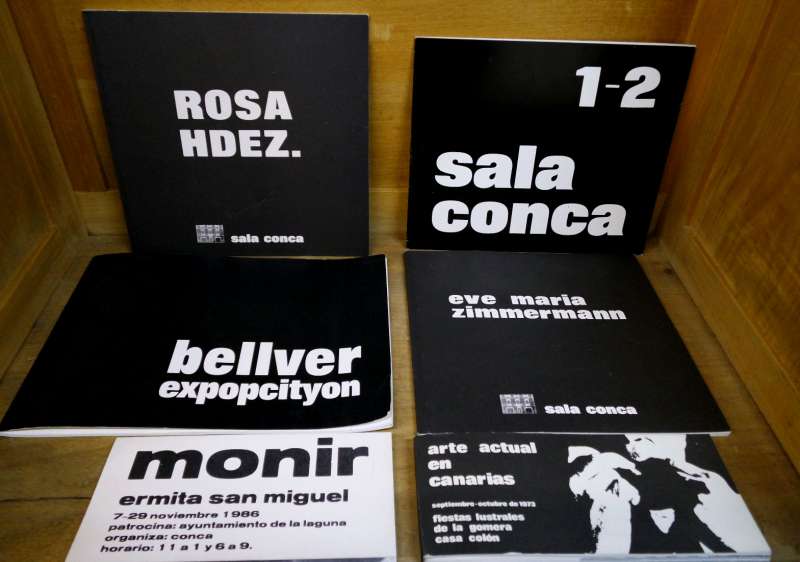 ROSA
HDEZ.
sala conca
1-2
sala
conca
bellver
expopcityon
eve maria
zimmermann
sala conca
monir
ermita san miguel
7-29 noviembre 1986
patrocina: ayuntamiento de la laguna
organiza: conca
horario: 11 a 1 y 6 a 9.
arte actual
en
canarias
septiembre-octubre de 1973
fiestas lustrales
de la gomera
casa colón